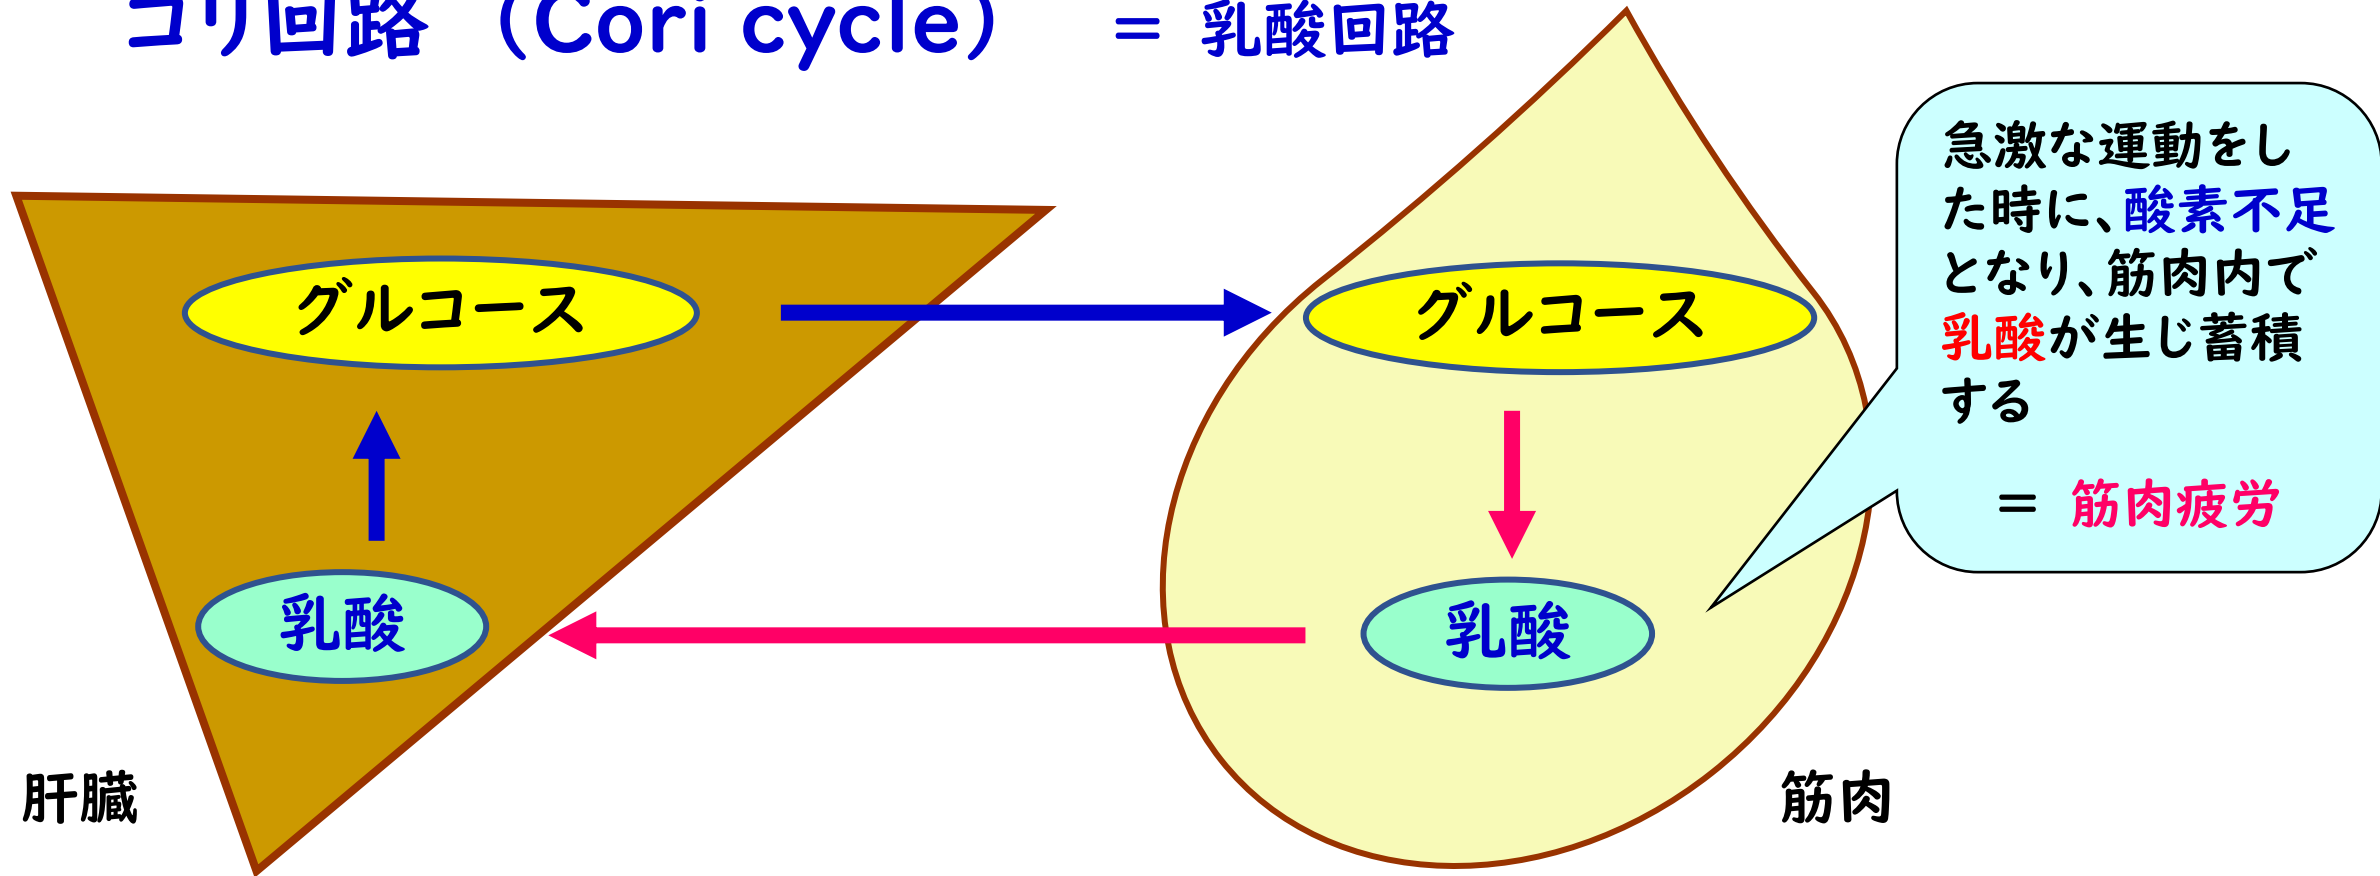 コリ回路 （Cori cycle） ＝ 乳酸回路
急激な運動をし
た時に、酸素不足
となり、筋肉内で
乳酸が生じ蓄積
する
＝ 筋肉疲労
グルコース
グルコース
乳酸
乳酸
肝臓
筋肉